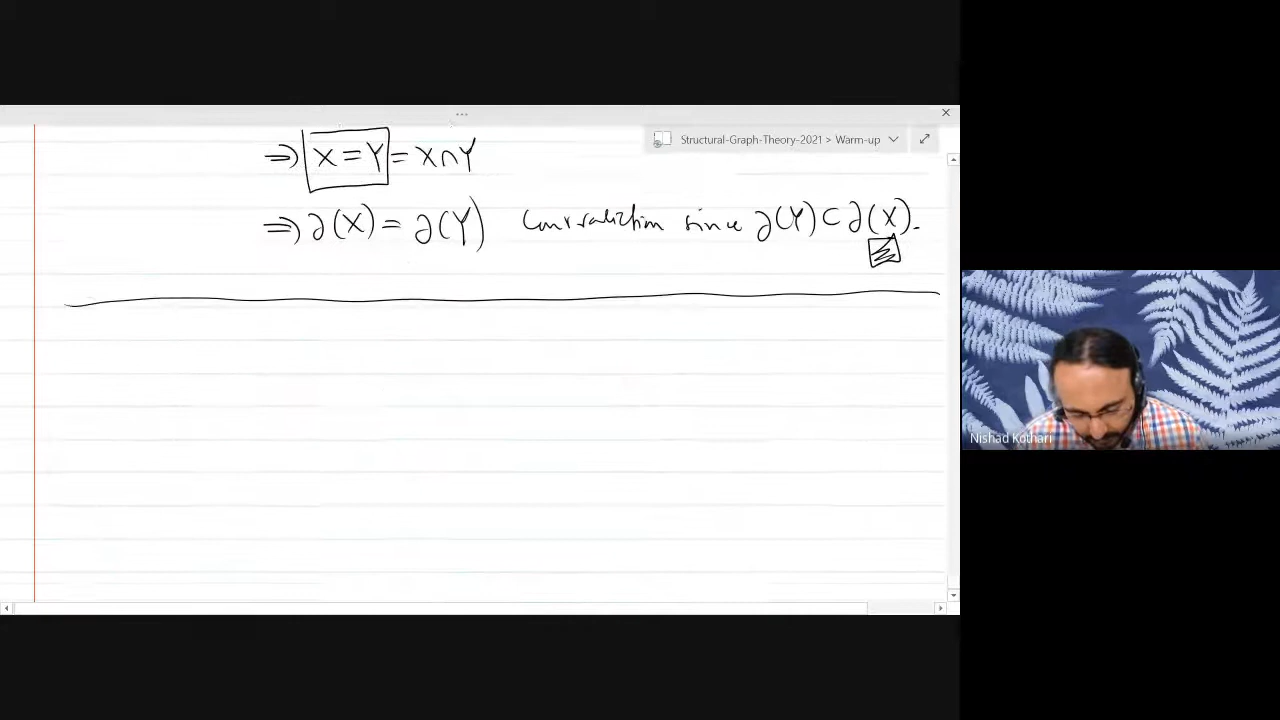 Structural-Graph-Theory-2021 > Warm-up
⇒ X = Y = X∩Y
⇒ ∂(X) = ∂(Y) Contradiction since ∂(Y) ⊂ ∂(X).
Nishad Kothari